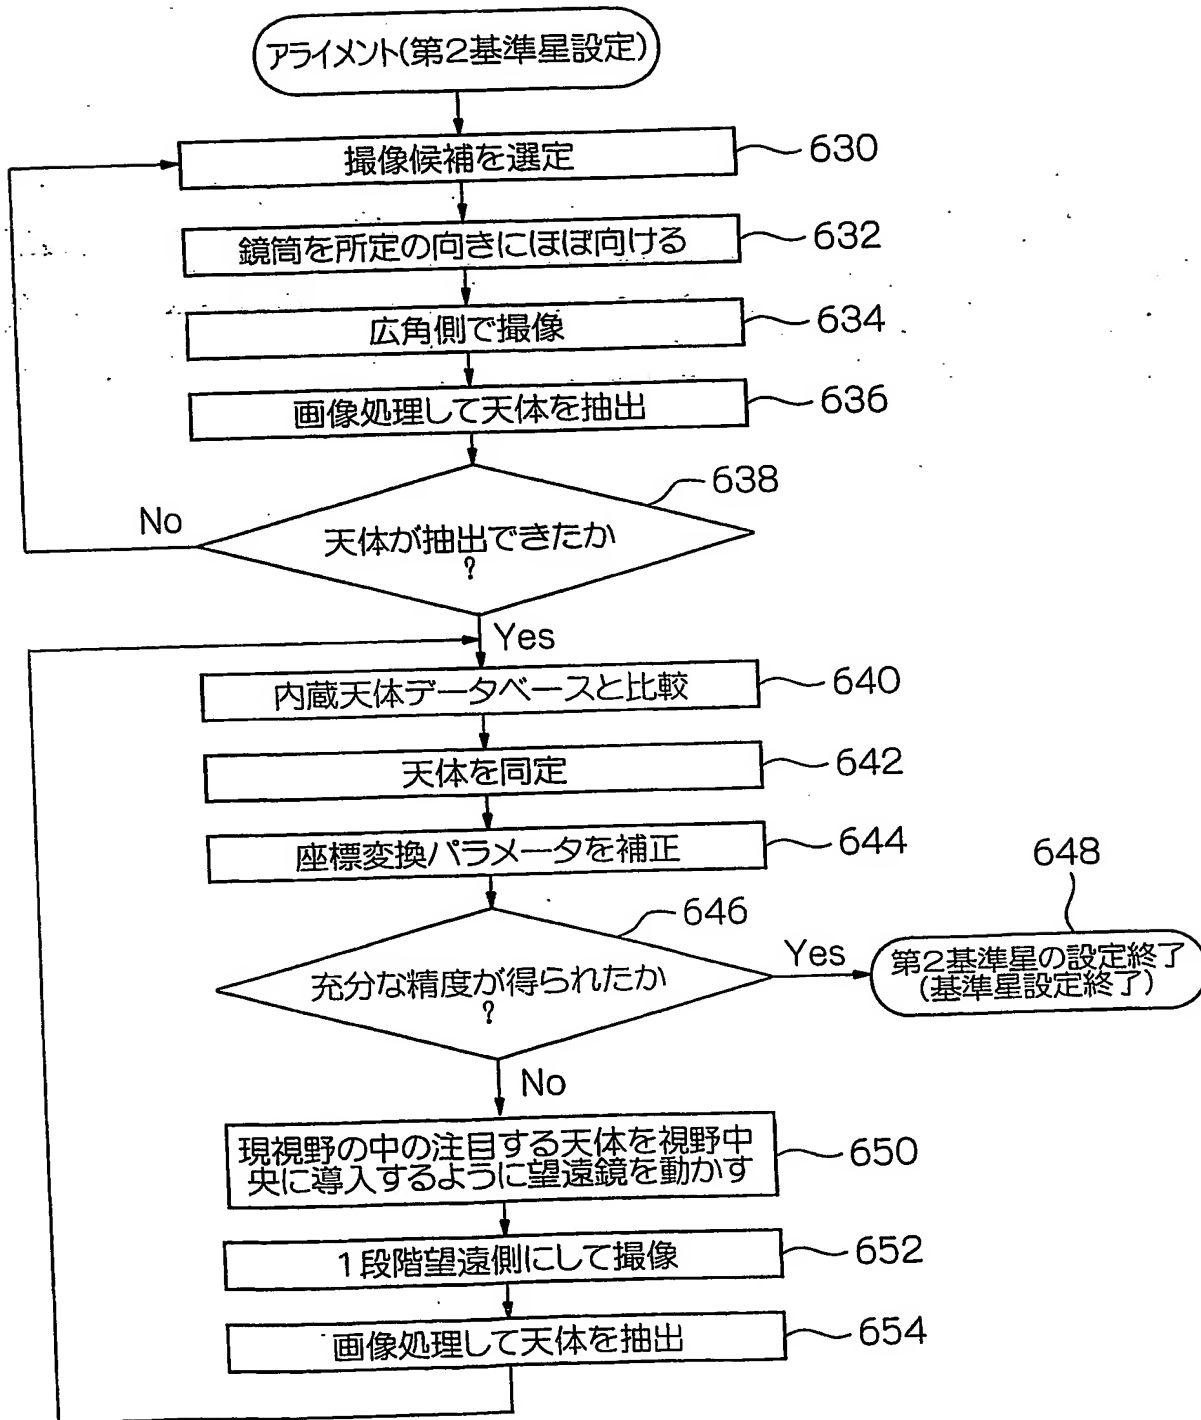 アライメント(第2基準星設定)
撮像候補を選定
630
鏡筒を所定の向きにほぼ向ける
632
広角側で撮像
634
画像処理して天体を抽出
636
638
No
天体が抽出できたか
?
Yes
内蔵天体データベースと比較
640
天体を同定
642
座標変換パラメータを補正
644
646
648
充分な精度が得られたか
?
Yes
第2基準星の設定終了
(基準星設定終了)
No
現視野の中の注目する天体を視野中
央に導入するように望遠鏡を動かす
650
1段階望遠側にして撮像
652
画像処理して天体を抽出
654